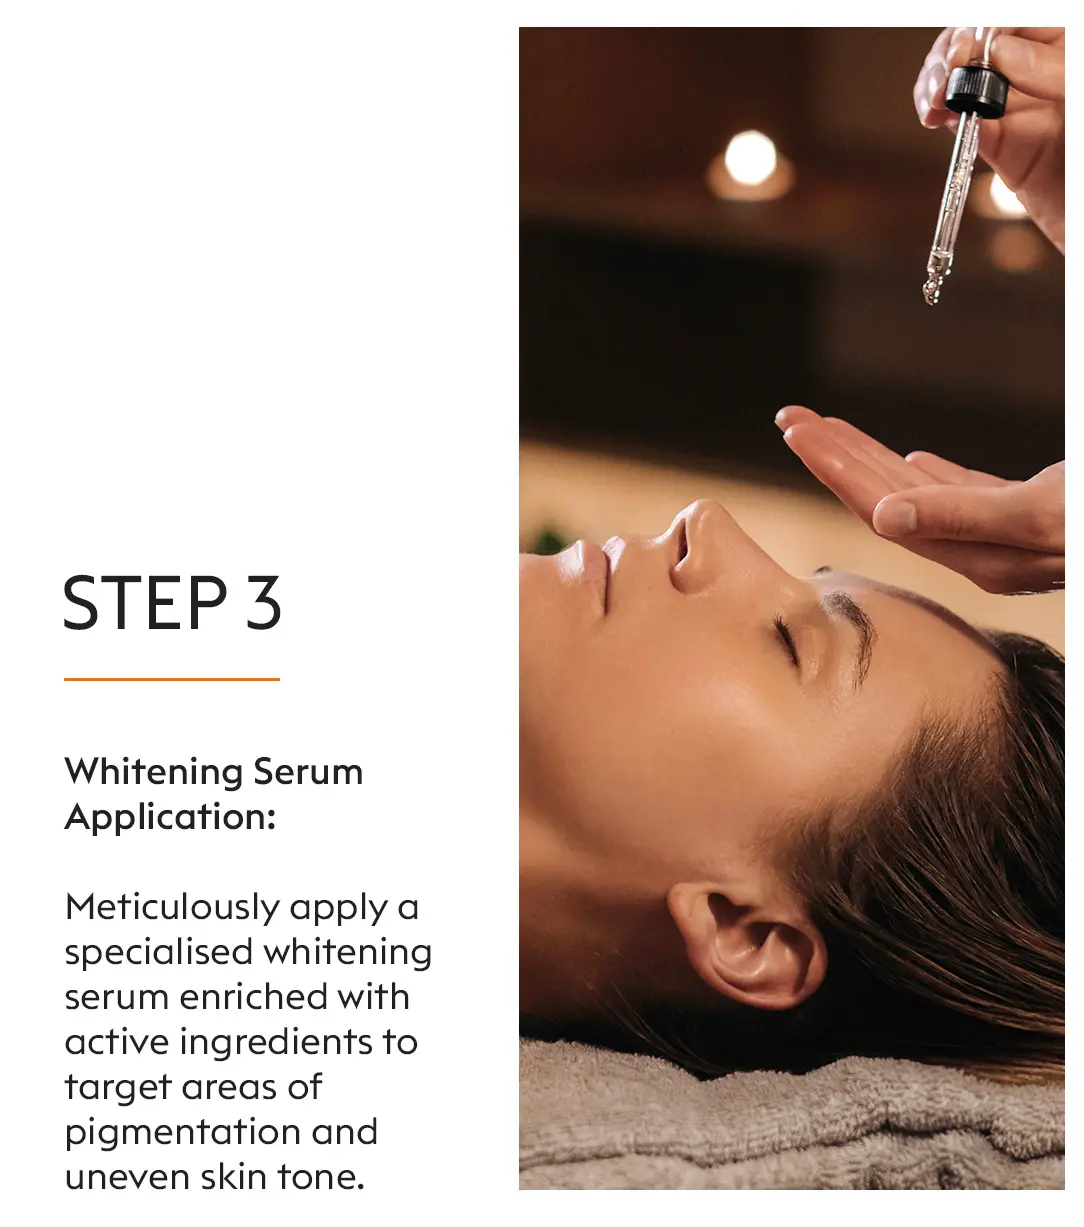 STEP 3
Whitening Serum
Application:
Meticulously apply a
specialised whitening
serum enriched with
active ingredients to
target areas of
pigmentation and
uneven skin tone.